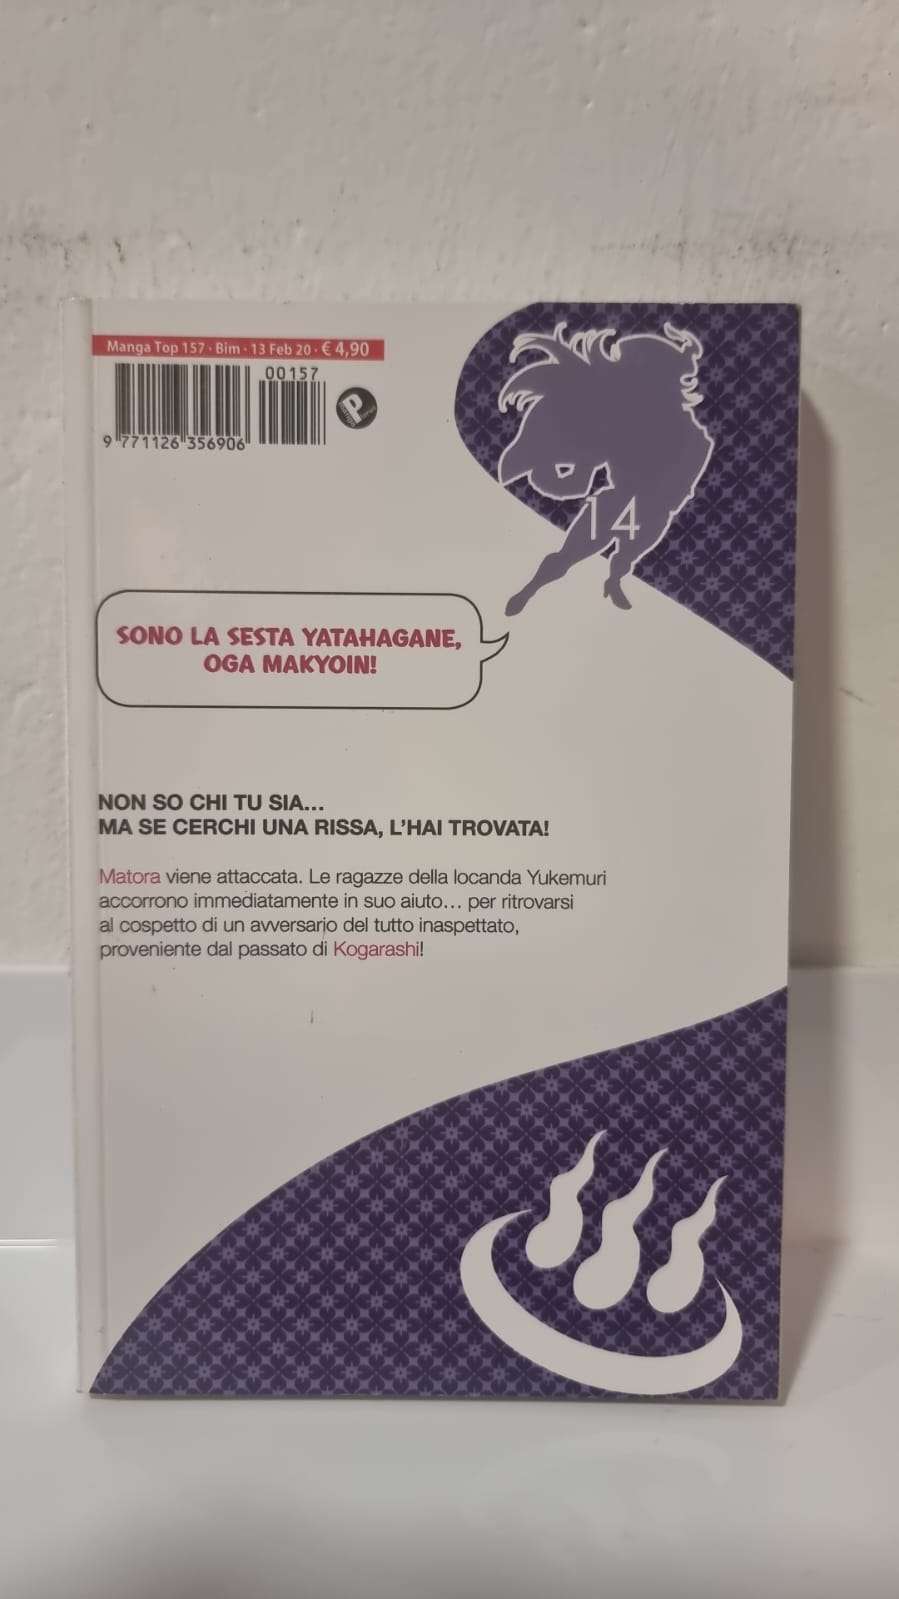 Manga Top 157 · Bim · 13 Feb 20 · € 4,90
00157
9 771126 356906
P
14
SONO LA SESTA YATAHAGANE,
OGA MAKYOIN!
NON SO CHI TU SIA...
MA SE CERCHI UNA RISSA, L'HAI TROVATA!
Matora viene attaccata. Le ragazze della locanda Yukemuri
accorrono immediatamente in suo aiuto... per ritrovarsi
al cospetto di un avversario del tutto inaspettato,
proveniente dal passato di Kogarashi!